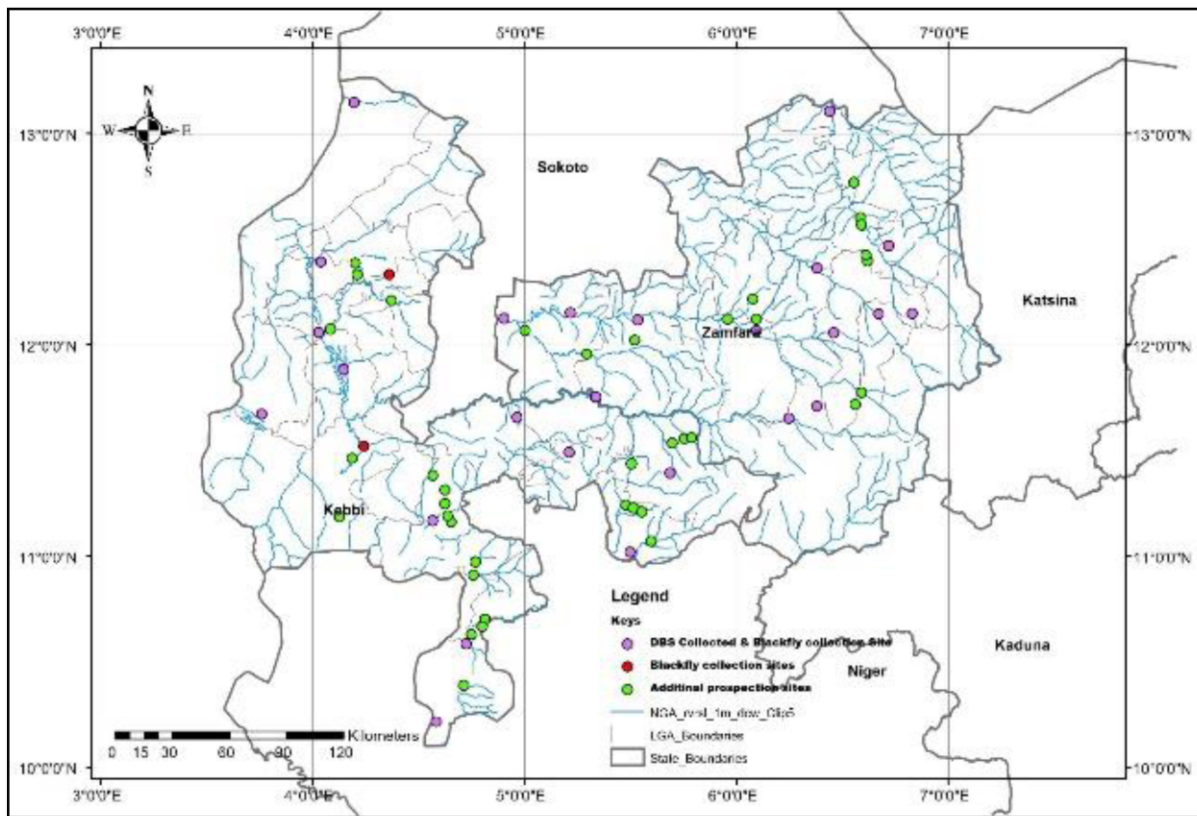 3°0'0"E 4°0'0"E 5°0'0"E 6°0'0"E 7°0'0"E
N
W E
S
13°0'0"N 13°0'0"N
Sokoto
Katsina
Zamfara
12°0'0"N 12°0'0"N
Kabbi
11°0'0"N 11°0'0"N
Legend
Keys
DBS Collected & Blackfly collection Site
Blackfly collection sites
Additinal prospection sites
LGA_Boundaries
State_Boundaries
Kaduna
Niger
Kilometers
0 15 30 60 90 120
10°0'0"N 10°0'0"N
3°0'0"E 4°0'0"E 5°0'0"E 6°0'0"E 7°0'0"E